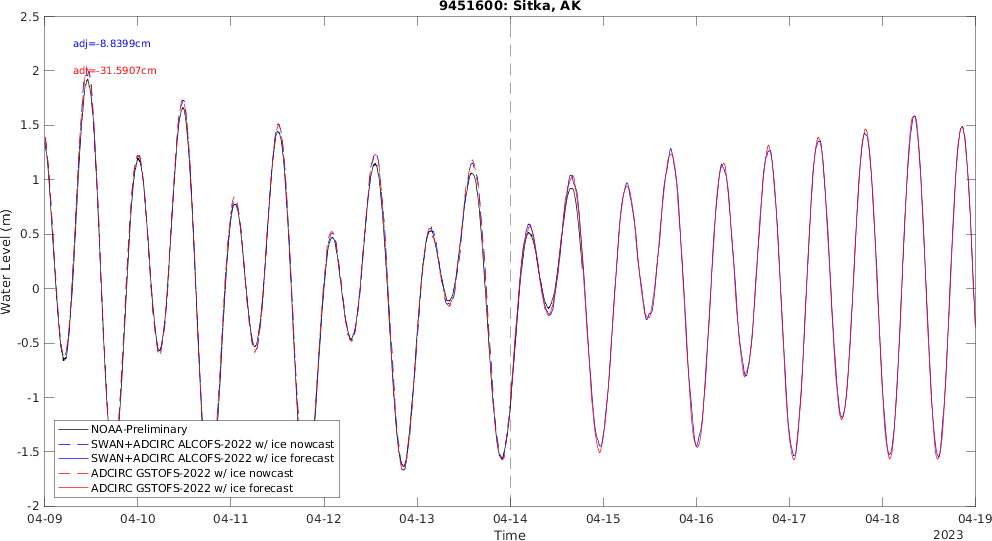 9451600: Sitka, AK
adj=-8.8399cm
adj=-31.5907cm
Water Level (m)
2.5
2
1.5
1
0.5
0
-0.5
-1
-1.5
-2
NOAA-Preliminary
SWAN+ADCIRC ALCOFS-2022 w/ ice nowcast
SWAN+ADCIRC ALCOFS-2022 w/ ice forecast
ADCIRC GSTOFS-2022 w/ ice nowcast
ADCIRC GSTOFS-2022 w/ ice forecast
04-09 04-10 04-11 04-12 04-13 04-14 04-15 04-16 04-17 04-18 04-19
Time
2023